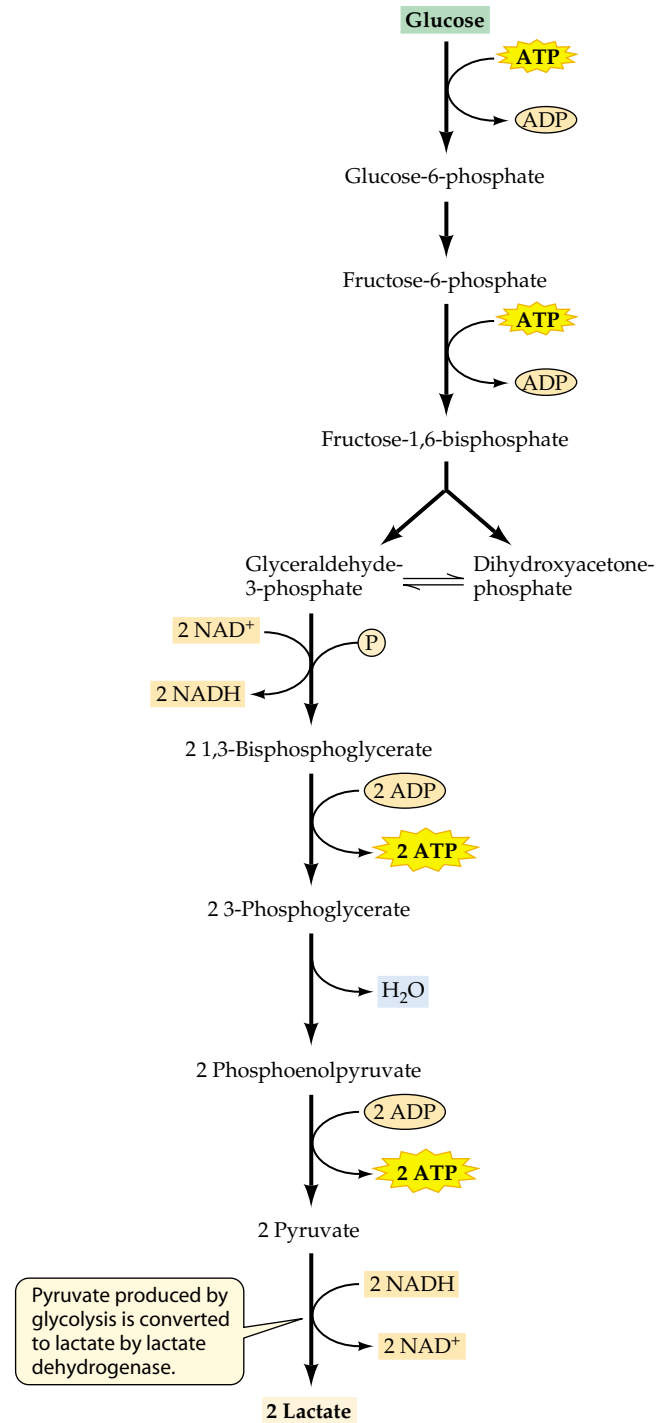 Glucose
ATP
ADP
Glucose-6-phosphate
Fructose-6-phosphate
ATP
ADP
Fructose-1,6-bisphosphate
Glyceraldehyde-
3-phosphate
Dihydroxyacetone-
phosphate
2 NAD⁺
P
2 NADH
2 1,3-Bisphosphoglycerate
2 ADP
2 ATP
2 3-Phosphoglycerate
H₂O
2 Phosphoenolpyruvate
2 ADP
2 ATP
2 Pyruvate
Pyruvate produced by
glycolysis is converted
to lactate by lactate
dehydrogenase.
2 NADH
2 NAD⁺
2 Lactate